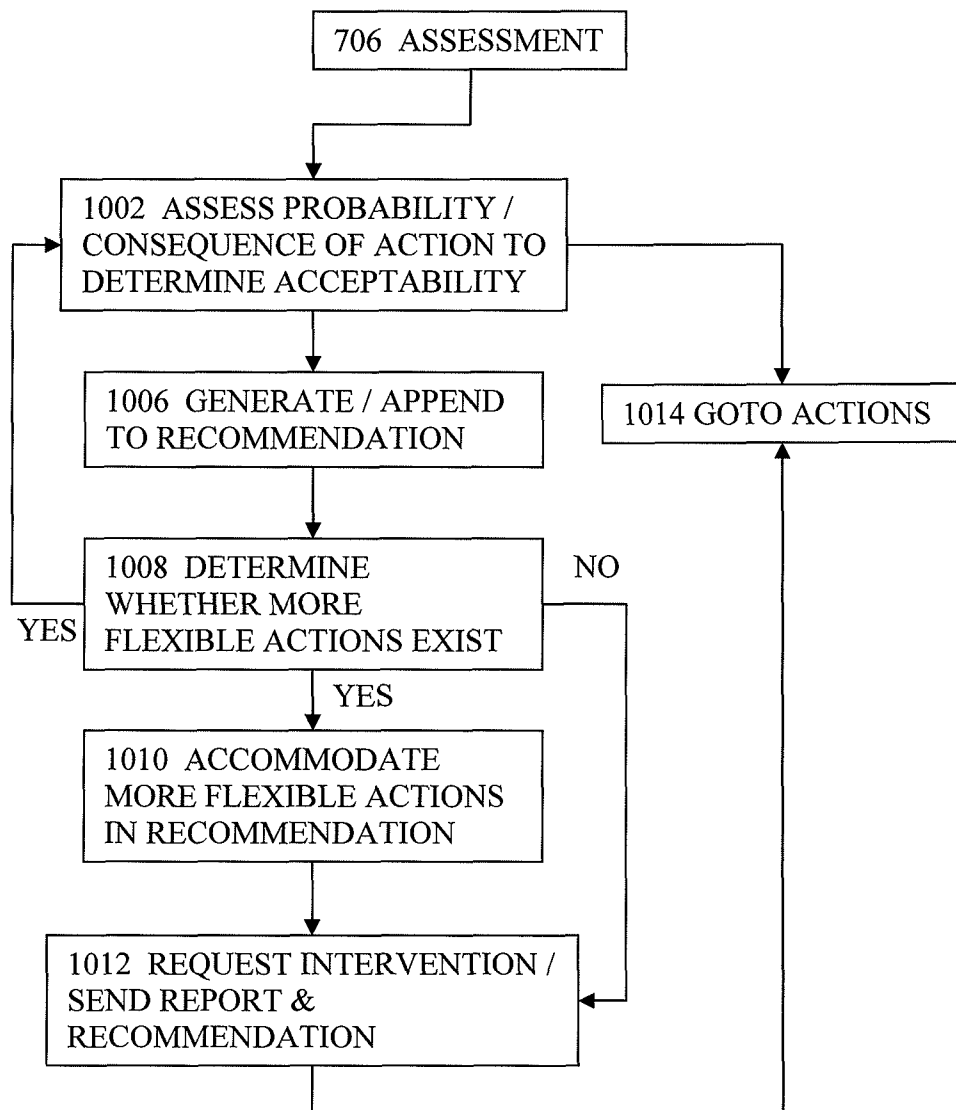 706 ASSESSMENT
1002 ASSESS PROBABILITY /
CONSEQUENCE OF ACTION TO
DETERMINE ACCEPTABILITY
1006 GENERATE / APPEND
TO RECOMMENDATION
1014 GOTO ACTIONS
1008 DETERMINE
WHETHER MORE
FLEXIBLE ACTIONS EXIST
NO
YES
YES
1010 ACCOMMODATE
MORE FLEXIBLE ACTIONS
IN RECOMMENDATION
1012 REQUEST INTERVENTION /
SEND REPORT &
RECOMMENDATION